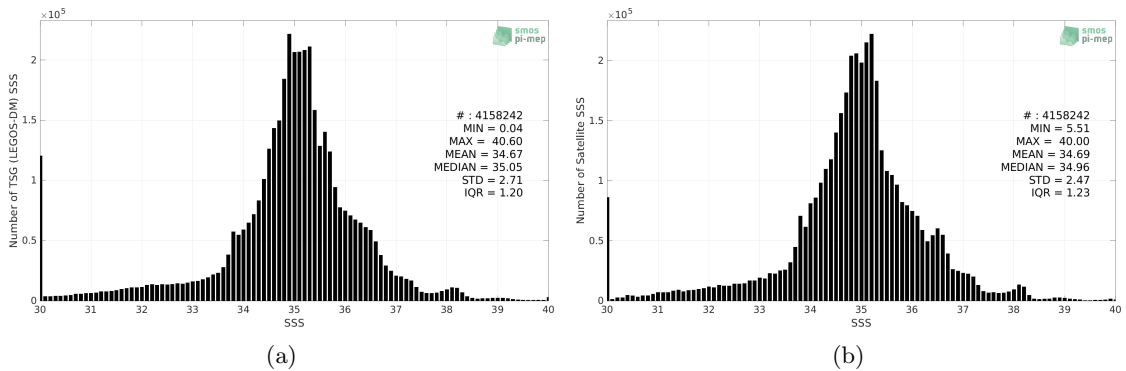 ×10⁵
smos
pi-mep
2
1.5
1
0.5
0
Number of TSG (LEGOS-DM) SSS
# : 4158242
MIN = 0.04
MAX = 40.60
MEAN = 34.67
MEDIAN = 35.05
STD = 2.71
IQR = 1.20
30 31 32 33 34 35 36 37 38 39 40
SSS
(a)
×10⁵
smos
pi-mep
2
1.5
1
0.5
0
Number of Satellite SSS
# : 4158242
MIN = 5.51
MAX = 40.00
MEAN = 34.69
MEDIAN = 34.96
STD = 2.47
IQR = 1.23
30 31 32 33 34 35 36 37 38 39 40
SSS
(b)